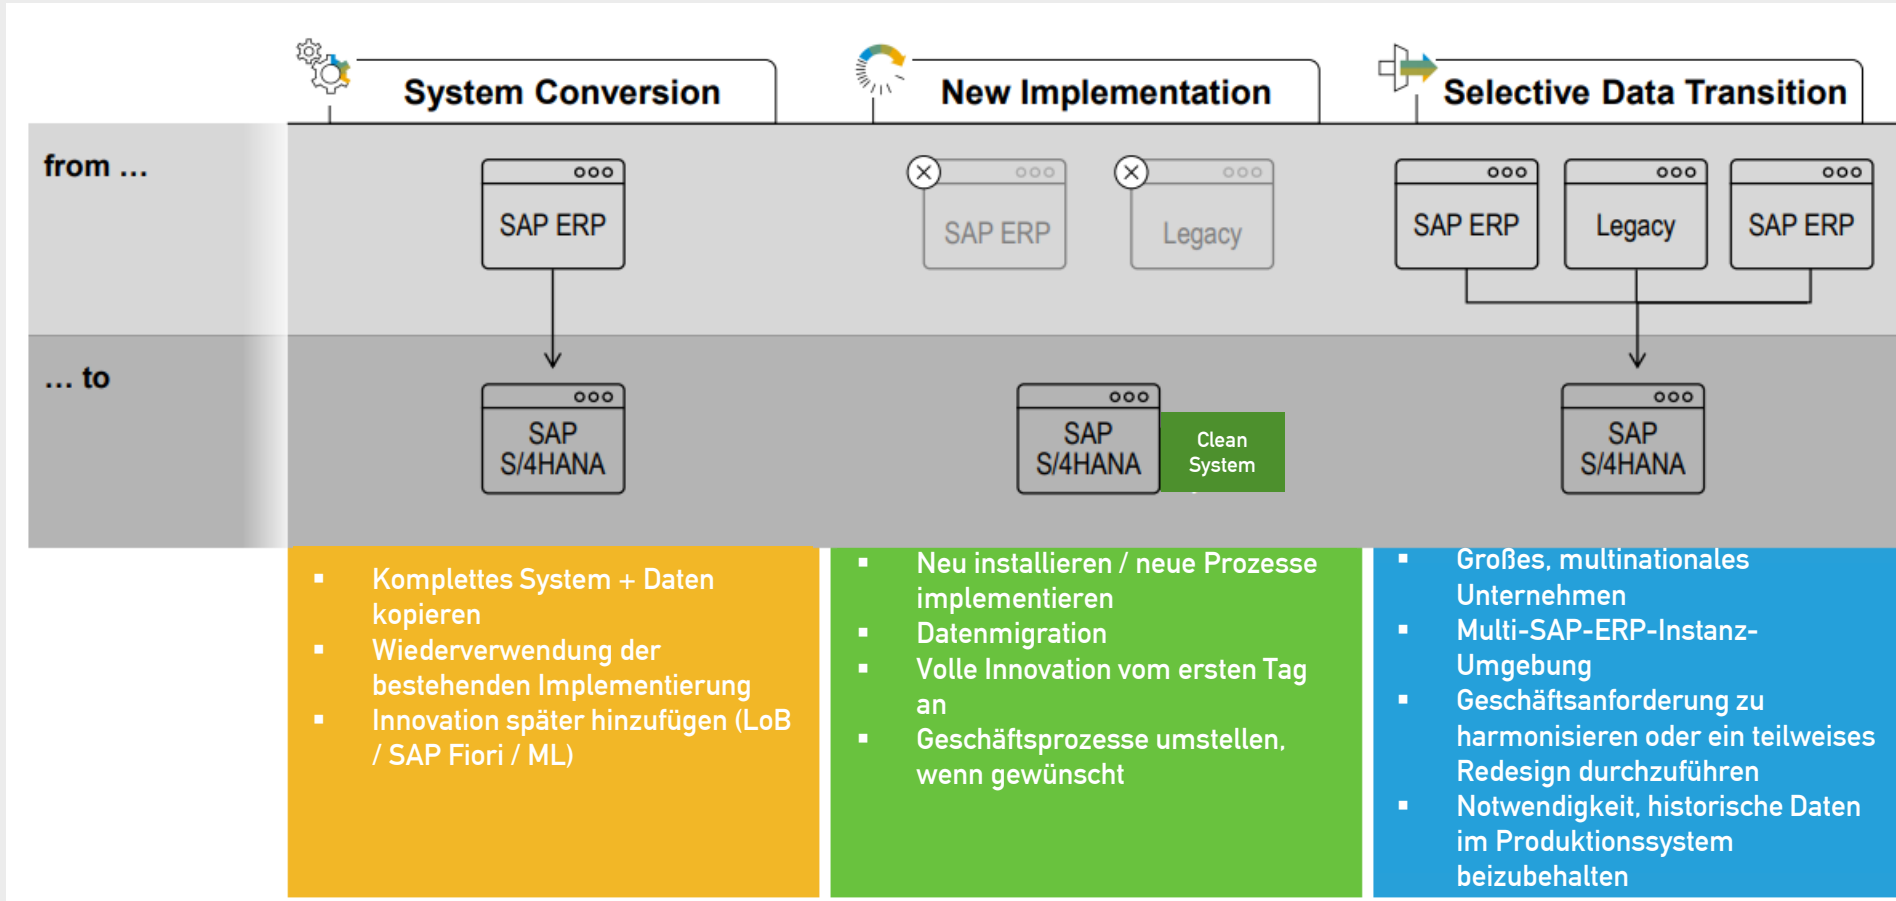 System Conversion
New Implementation
Selective Data Transition
from ...
SAP ERP
SAP ERP
Legacy
SAP ERP
Legacy
SAP ERP
... to
SAP
S/4HANA
SAP
S/4HANA
Clean
System
SAP
S/4HANA
▪ Komplettes System + Daten
kopieren
▪ Wiederverwendung der
bestehenden Implementierung
▪ Innovation später hinzufügen (LoB
/ SAP Fiori / ML)
▪ Neu installieren / neue Prozesse
implementieren
▪ Datenmigration
▪ Volle Innovation vom ersten Tag
an
▪ Geschäftsprozesse umstellen,
wenn gewünscht
▪ Großes, multinationales
Unternehmen
▪ Multi-SAP-ERP-Instanz-
Umgebung
▪ Geschäftsanforderung zu
harmonisieren oder ein teilweises
Redesign durchzuführen
▪ Notwendigkeit, historische Daten
im Produktionssystem
beizubehalten